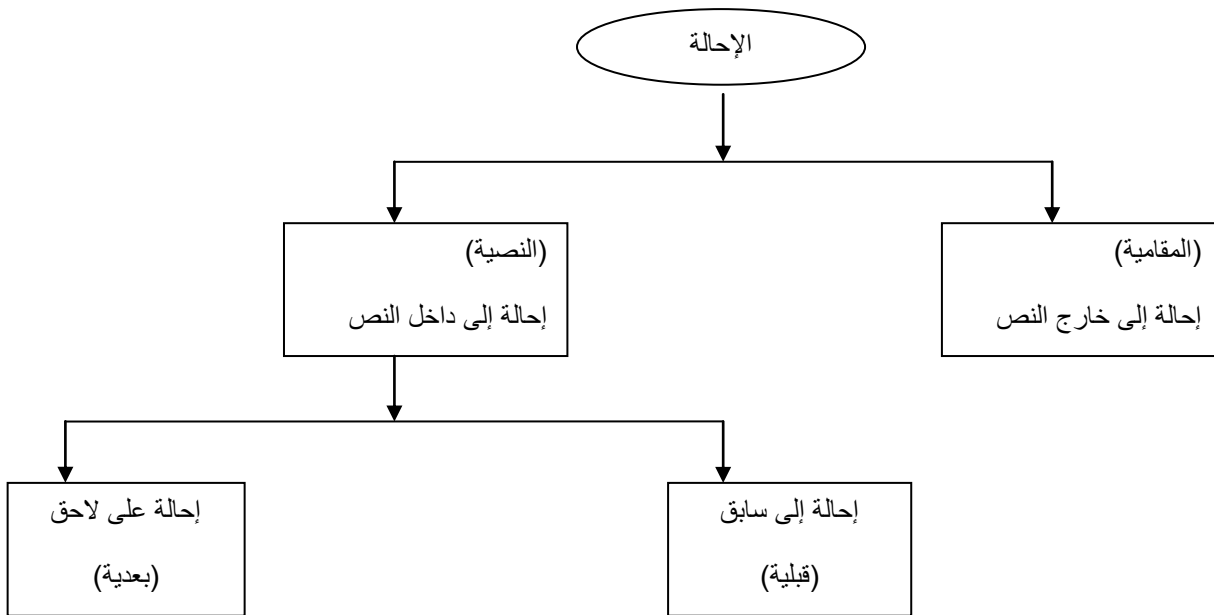 الإحالة
(المقامية)
إحالة إلى خارج النص
(النصية)
إحالة إلى داخل النص
إحالة إلى سابق
(قبلية)
إحالة على لاحق
(بعدية)